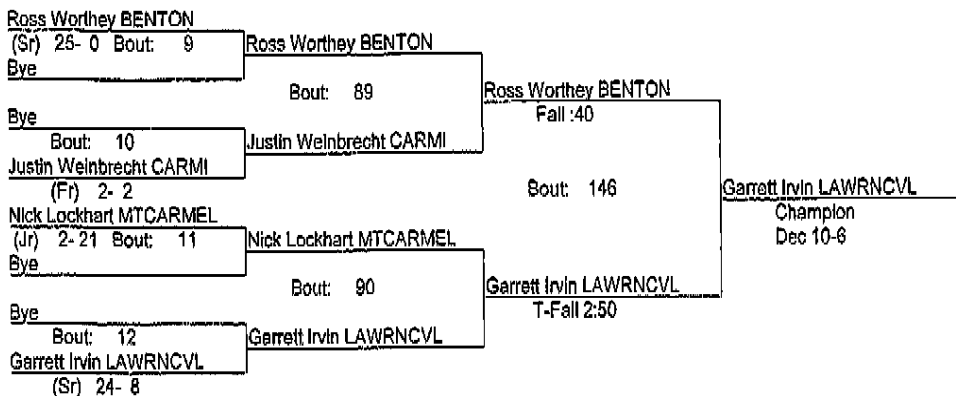 Ross Worthey BENTON
(Sr) 25- 0 Bout: 9
Bye
Ross Worthey BENTON
Bout: 89
Bye
Bout: 10
Justin Weinbrecht CARMI
(Fr) 2- 2
Justin Weinbrecht CARMI
Ross Worthey BENTON
Fall :40
Bout: 146
Nick Lockhart MTCARMEL
(Jr) 2-21 Bout: 11
Bye
Nick Lockhart MTCARMEL
Bout: 90
Bye
Bout: 12
Garrett Irvin LAWRNCVL
(Sr) 24- 8
Garrett Irvin LAWRNCVL
Garrett Irvin LAWRNCVL
T-Fall 2:50
Garrett Irvin LAWRNCVL
Champion
Dec 10-6